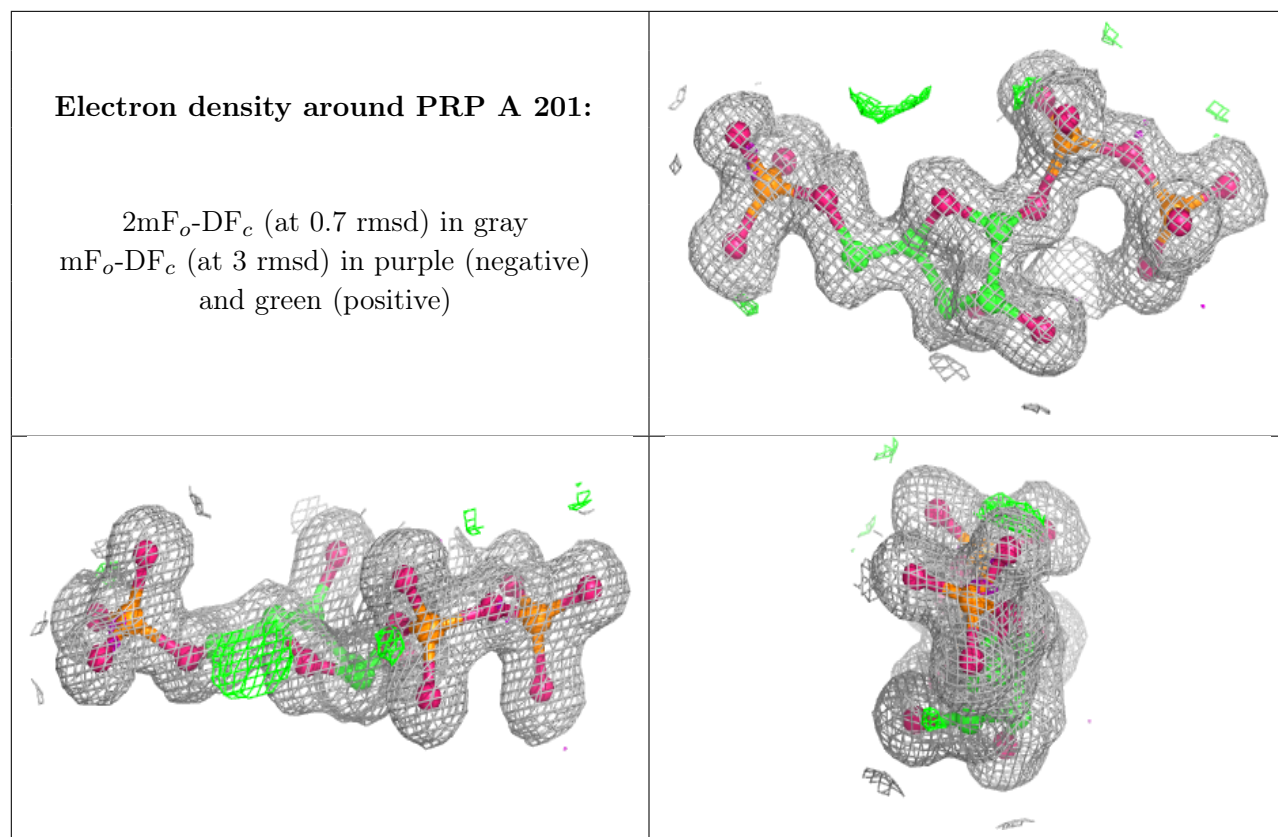 Electron density around PRP A 201:
2mFo-DFc (at 0.7 rmsd) in gray
mFo-DFc (at 3 rmsd) in purple (negative)
and green (positive)